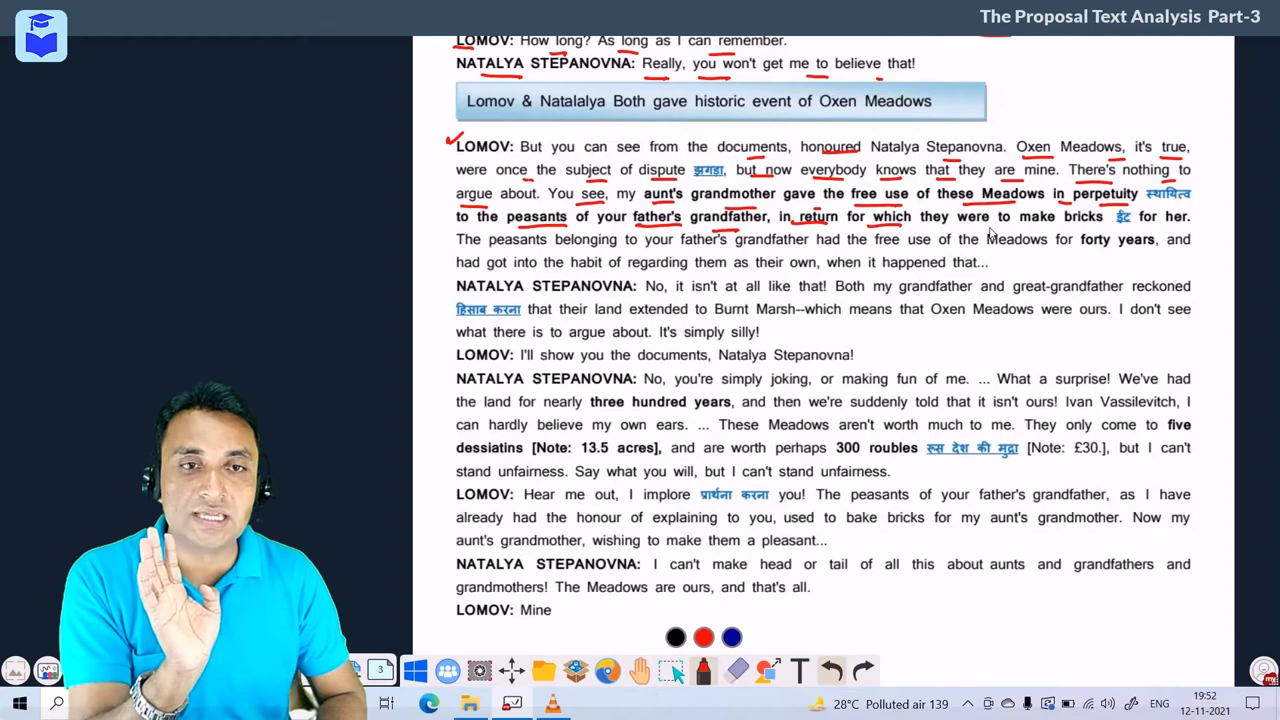 The Proposal Text Analysis Part-3
LOMOV: How long? As long as I can remember.
NATALYA STEPANOVNA: Really, you won't get me to believe that!
Lomov & Natalalya Both gave historic event of Oxen Meadows
LOMOV: But you can see from the documents, honoured Natalya Stepanovna. Oxen Meadows, it's true,
were once the subject of dispute झगड़ा, but now everybody knows that they are mine. There's nothing to
argue about. You see, my aunt's grandmother gave the free use of these Meadows in perpetuity स्थायित्व
to the peasants of your father's grandfather, in return for which they were to make bricks ईंट for her.
The peasants belonging to your father's grandfather had the free use of the Meadows for forty years, and
had got into the habit of regarding them as their own, when it happened that...
NATALYA STEPANOVNA: No, it isn't at all like that! Both my grandfather and great-grandfather reckoned
हिसाब करना that their land extended to Burnt Marsh--which means that Oxen Meadows were ours. I don't see
what there is to argue about. It's simply silly!
LOMOV: I'll show you the documents, Natalya Stepanovna!
NATALYA STEPANOVNA: No, you're simply joking, or making fun of me. ... What a surprise! We've had
the land for nearly three hundred years, and then we're suddenly told that it isn't ours! Ivan Vassilevitch, I
can hardly believe my own ears. ... These Meadows aren't worth much to me. They only come to five
dessiatins [Note: 13.5 acres], and are worth perhaps 300 roubles रूस देश की मुद्रा [Note: £30.], but I can't
stand unfairness. Say what you will, but I can't stand unfairness.
LOMOV: Hear me out, I implore प्रार्थना करना you! The peasants of your father's grandfather, as I have
already had the honour of explaining to you, used to bake bricks for my aunt's grandmother. Now my
aunt's grandmother, wishing to make them a pleasant...
NATALYA STEPANOVNA: I can't make head or tail of all this about aunts and grandfathers and
grandmothers! The Meadows are ours, and that's all.
LOMOV: Mine
3
T
28°C Polluted air 139
ENG
19:52
12-11-2021